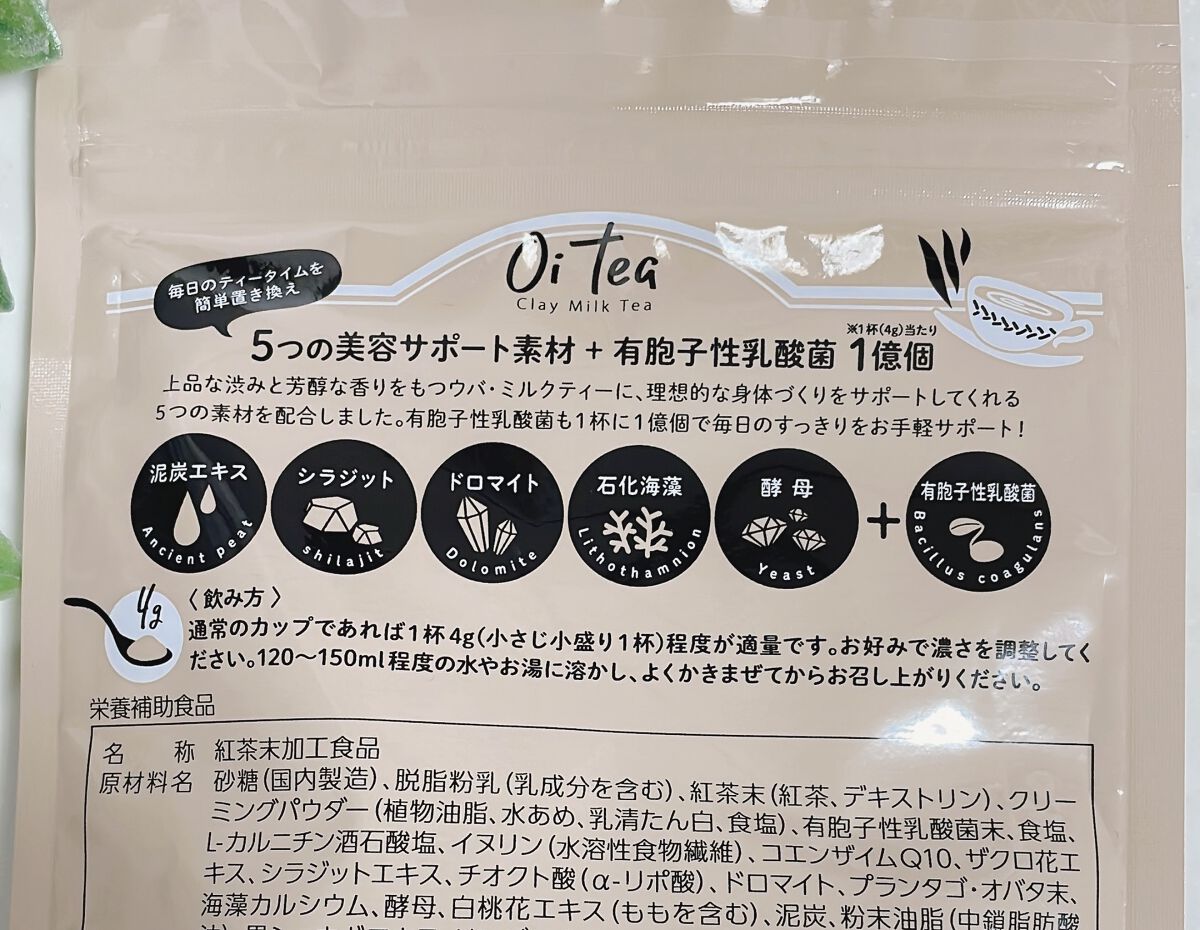 Oi Tea
Clay Milk Tea
毎日のティータイムを
簡単置き換え
※1杯(4g)当たり
5つの美容サポート素材 + 有胞子性乳酸菌 1億個
上品な渋みと芳醇な香りをもつウバ・ミルクティーに、理想的な身体づくりをサポートしてくれる
5つの素材を配合しました。有胞子性乳酸菌も1杯に1億個で毎日のすっきりをお手軽サポート!
泥炭エキス
Ancient peat
シラジット
shilajit
ドロマイト
Dolomite
石化海藻
Lithothamnion
酵母
Yeast
+
有胞子性乳酸菌
Bacillus coagulans
4g
〈飲み方〉
通常のカップであれば1杯4g(小さじ小盛り1杯)程度が適量です。お好みで濃さを調整してく
ださい。120〜150ml程度の水やお湯に溶かし、よくかきまぜてからお召し上がりください。
栄養補助食品
名 称 紅茶末加工食品
原材料名 砂糖(国内製造)、脱脂粉乳(乳成分を含む)、紅茶末(紅茶、デキストリン)、クリー
ミングパウダー(植物油脂、水あめ、乳清たん白、食塩)、有胞子性乳酸菌末、食塩、
L-カルニチン酒石酸塩、イヌリン(水溶性食物繊維)、コエンザイムQ10、ザクロ花エ
キス、シラジットエキス、チオクト酸(α-リポ酸)、ドロマイト、プランタゴ・オバタ末、
海藻カルシウム、酵母、白桃花エキス(ももを含む)、泥炭、粉末油脂(中鎖脂肪酸